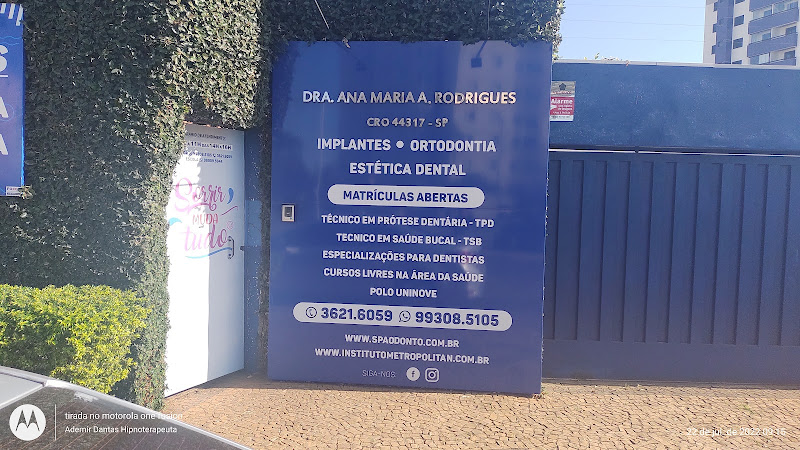 S
A
A
DRA. ANA MARIA A. RODRIGUES
CRO 44317 - SP
IMPLANTES • ORTODONTIA
ESTÉTICA DENTAL
MATRÍCULAS ABERTAS
TÉCNICO EM PRÓTESE DENTÁRIA - TPD
TECNICO EM SAÚDE BUCAL - TSB
ESPECIALIZAÇÕES PARA DENTISTAS
CURSOS LIVRES NA ÁREA DA SAÚDE
POLO UNINOVE
3621.6059 99308.5105
WWW.SPAODONTO.COM.BR
WWW.INSTITUTOMETROPOLITAN.COM.BR
SIGA-NOS:
Sorrir
MUDA
tudo
Alarme
tirada no motorola one fusion
Ademir Dantas Hipnoterapeuta